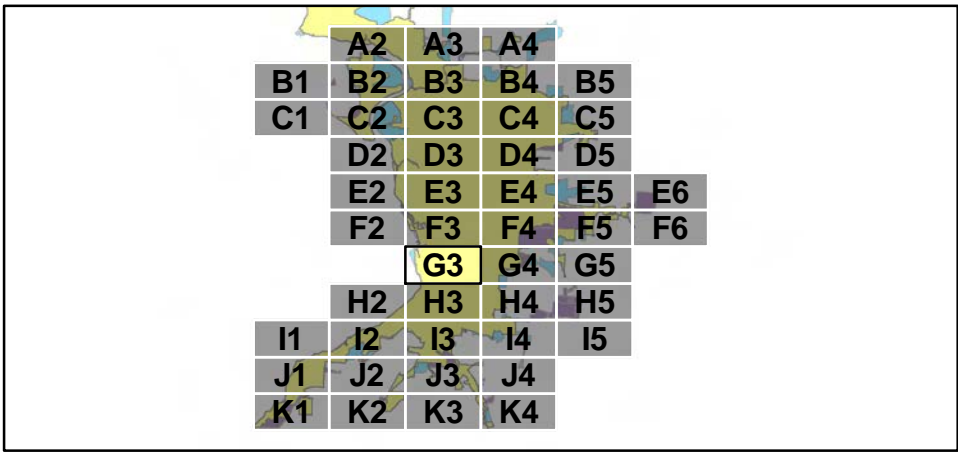 A2 A3 A4
B1 B2 B3 B4 B5
C1 C2 C3 C4 C5
D2 D3 D4 D5
E2 E3 E4 E5 E6
F2 F3 F4 F5 F6
G3 G4 G5
H2 H3 H4 H5
I1 I2 I3 I4 I5
J1 J2 J3 J4
K1 K2 K3 K4